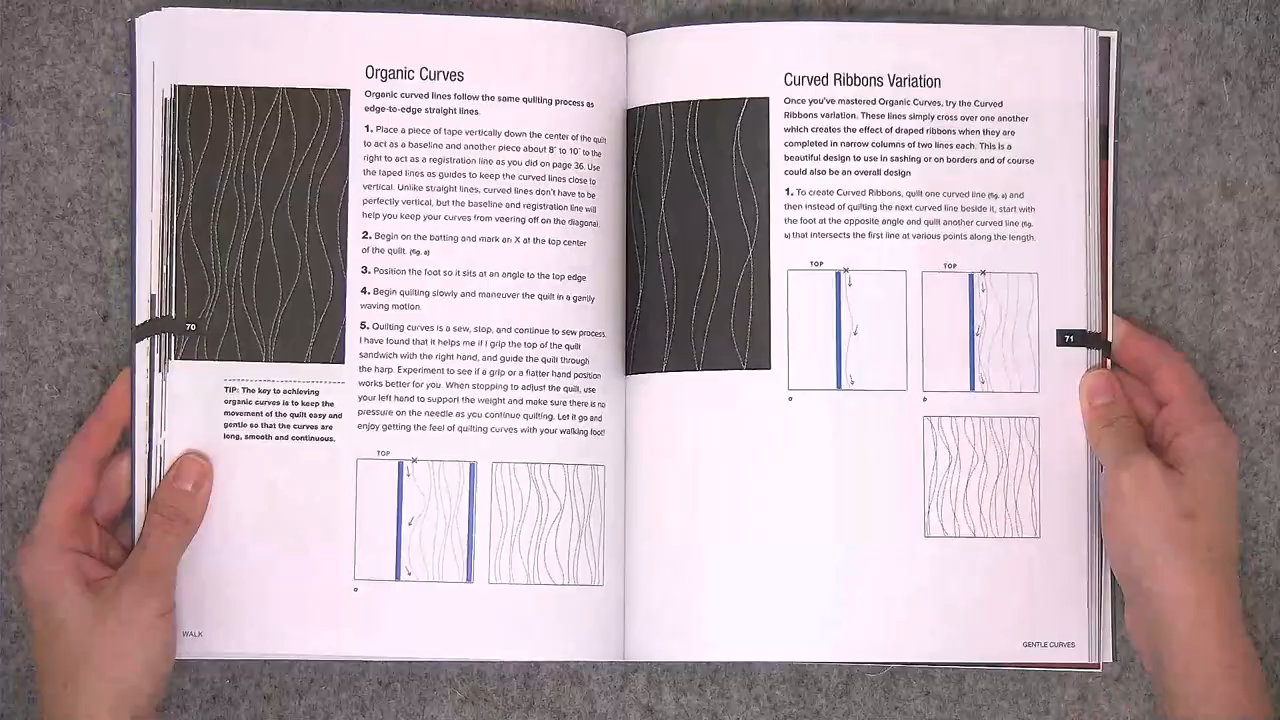 Organic Curves
Organic curved lines follow the same quilting process as
edge-to-edge straight lines.
1. Place a piece of tape vertically down the center of the quilt
to act as a baseline and another piece about 8" to 10" to the
right to act as a registration line as you did on page 36. Use
the taped lines as guides to keep the curved lines close to
vertical. Unlike straight lines, curved lines don't have to be
perfectly vertical, but the baseline and registration line will
help you keep your curves from veering off on the diagonal.
2. Begin on the batting and mark an X at the top center
of the quilt. (fig. a)
3. Position the foot so it sits at an angle to the top edge
4. Begin quilting slowly and maneuver the quilt in a gently
waving motion.
5. Quilting curves is a sew, stop, and continue to sew process.
I have found that it helps me if I grip the top of the quilt
sandwich with the right hand, and guide the quilt through
the harp. Experiment to see if a grip or a flatter hand position
works better for you. When stopping to adjust the quilt, use
your left hand to support the weight and make sure there is no
pressure on the needle as you continue quilting. Let it go and
enjoy getting the feel of quilting curves with your walking foot!
70
TIP: The key to achieving
organic curves is to keep the
movement of the quilt easy and
gentle so that the curves are
long, smooth and continuous.
TOP
a
WALK
Curved Ribbons Variation
Once you've mastered Organic Curves, try the Curved
Ribbons variation. These lines simply cross over one another
which creates the effect of draped ribbons when they are
completed in narrow columns of two lines each. This is a
beautiful design to use in sashing or on borders and of course
could also be an overall design
1. To create Curved Ribbons, quilt one curved line (fig. a) and
then instead of quilting the next curved line beside it, start with
the foot at the opposite angle and quilt another curved line (fig.
b) that intersects the first line at various points along the length.
TOP
TOP
a
b
71
GENTLE CURVES